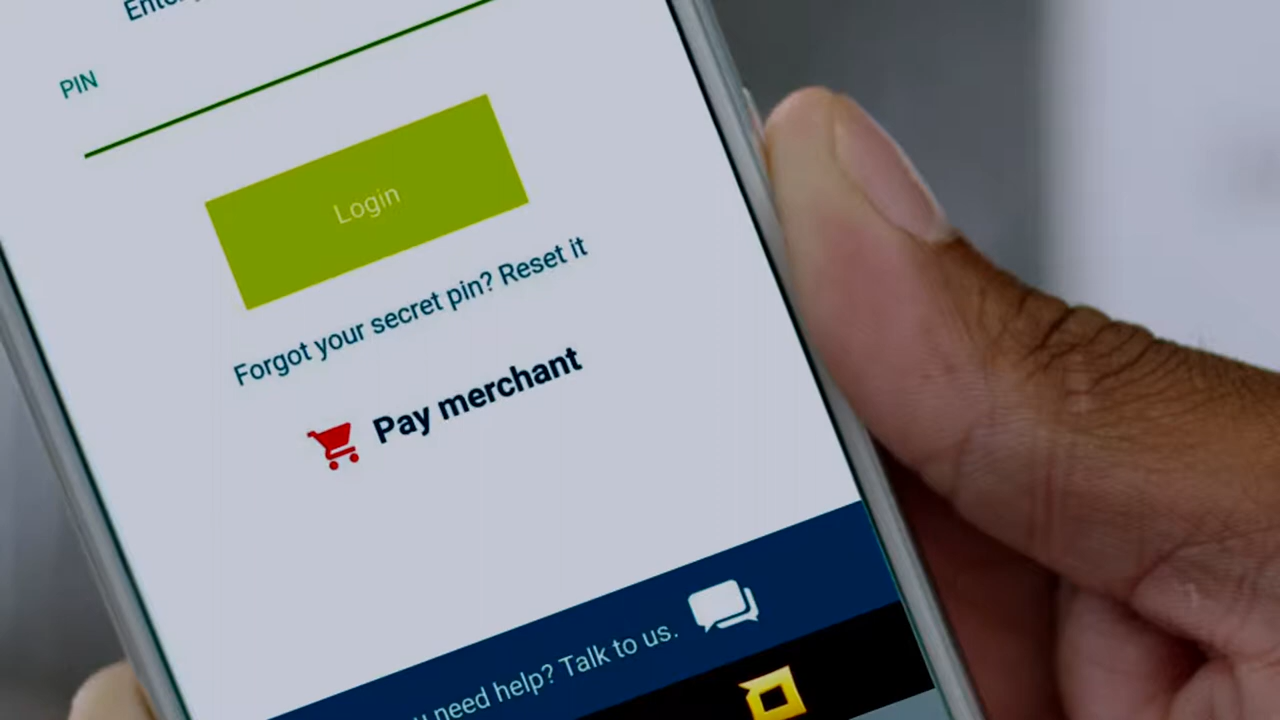 PIN
Login
Forgot your secret pin? Reset it
Pay merchant
need help? Talk to us.